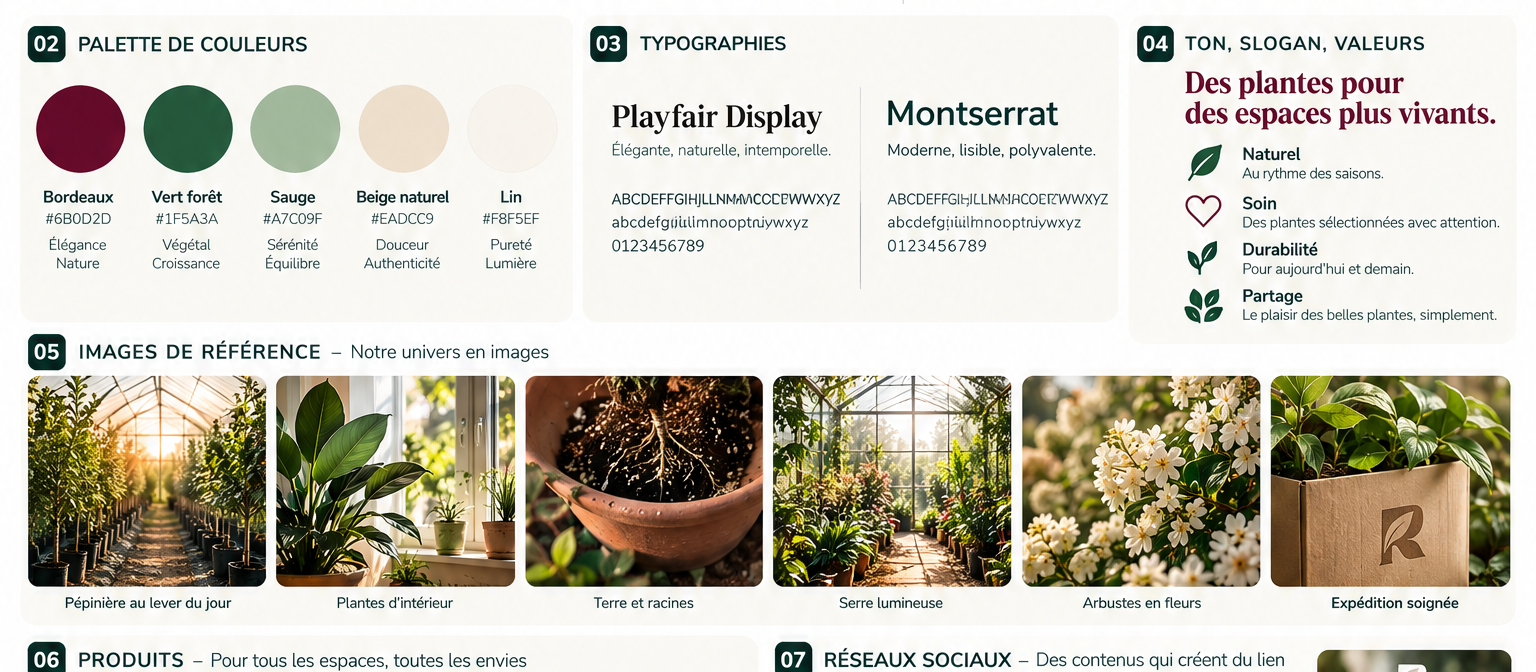 02 PALETTE DE COULEURS
Bordeaux
#6B0D2D
Élégance
Nature
Vert forêt
#1F5A3A
Végétal
Croissance
Sauge
#A7C09F
Sérénité
Équilibre
Beige naturel
#EADCC9
Douceur
Authenticité
Lin
#F8F5EF
Pureté
Lumière
03 TYPOGRAPHIES
Playfair Display
Élégante, naturelle, intemporelle.
0123456789
Montserrat
Moderne, lisible, polyvalente.
0123456789
04 TON, SLOGAN, VALEURS
Des plantes pour
des espaces plus vivants.
Naturel
Au rythme des saisons.
Soin
Des plantes sélectionnées avec attention.
Durabilité
Pour aujourd'hui et demain.
Partage
Le plaisir des belles plantes, simplement.
05 IMAGES DE RÉFÉRENCE – Notre univers en images
R
Pépinière au lever du jour
Plantes d'intérieur
Terre et racines
Serre lumineuse
Arbustes en fleurs
Expédition soignée
06 PRODUITS – Pour tous les espaces, toutes les envies
07 RÉSEAUX SOCIAUX – Des contenus qui créent du lien